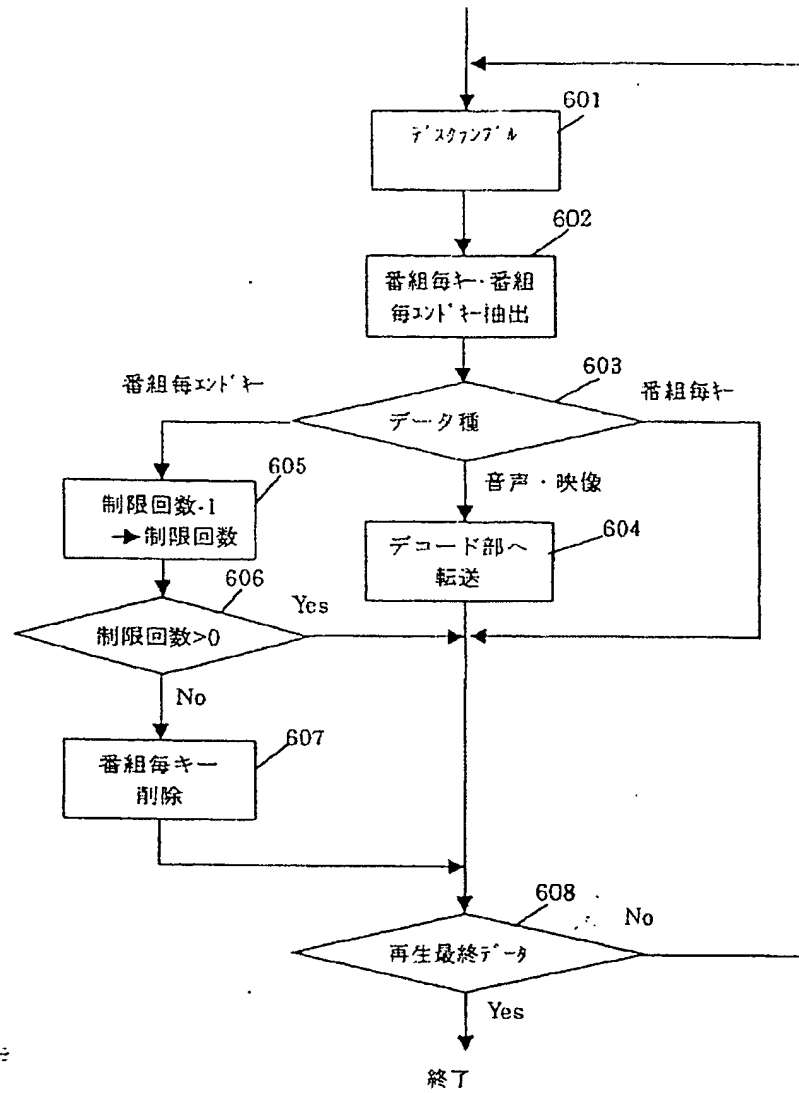 601
デスクランブル
602
番組毎キー・番組
毎エンドキー抽出
603
番組毎エンドキー
番組毎キー
データ種
605
音声・映像
制限回数-1
→制限回数
604
デコード部へ
転送
606
Yes
制限回数>0
No
607
番組毎キー
削除
608
No
再生最終データ
Yes
終了